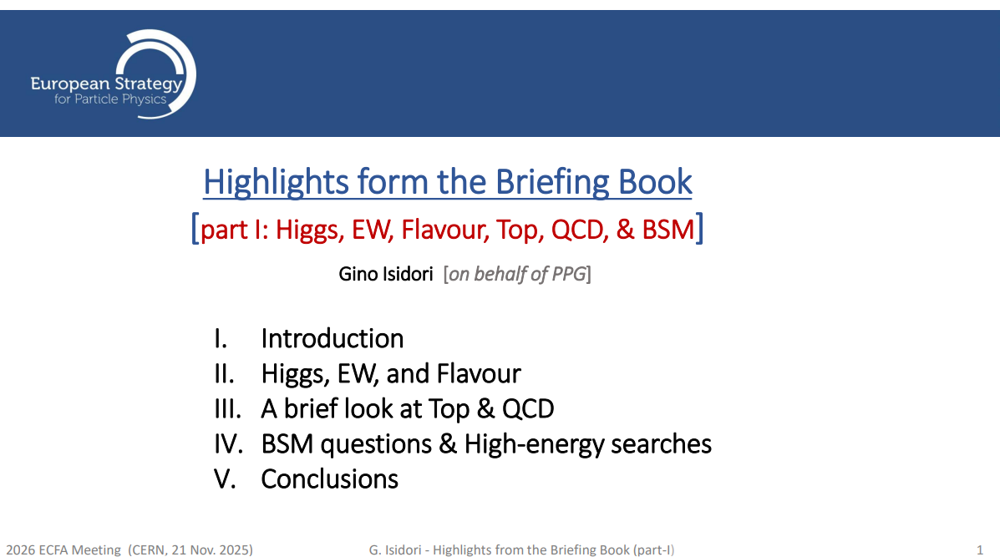 European Strategy
for Particle Physics
Highlights form the Briefing Book
[part I: Higgs, EW, Flavour, Top, QCD, & BSM]
Gino Isidori [on behalf of PPG]
I. Introduction
II. Higgs, EW, and Flavour
III. A brief look at Top & QCD
IV. BSM questions & High-energy searches
V. Conclusions
2026 ECFA Meeting (CERN, 21 Nov. 2025) G. Isidori - Highlights from the Briefing Book (part-I) 1